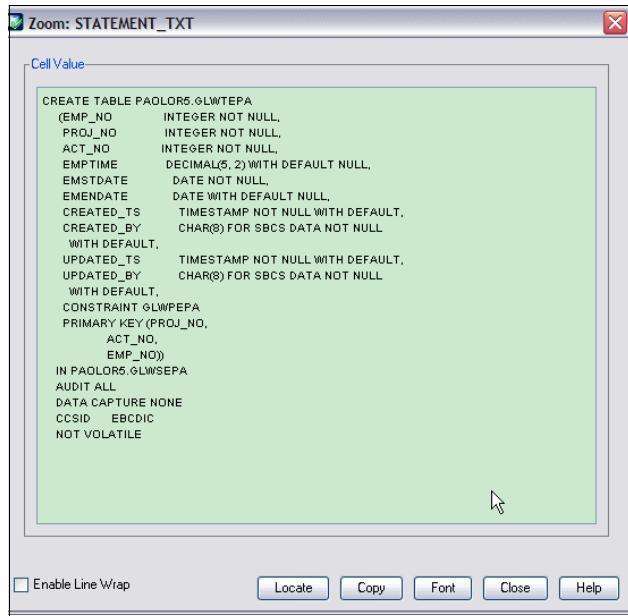 Zoom: STATEMENT_TXT
Cell Value
CREATE TABLE PAOLOR5.GLWTEPA
(EMP_NO INTEGER NOT NULL,
PROJ_NO INTEGER NOT NULL,
ACT_NO INTEGER NOT NULL,
EMPTIME DECIMAL(5, 2) WITH DEFAULT NULL,
EMSTDATE DATE NOT NULL,
EMENDATE DATE WITH DEFAULT NULL,
CREATED_TS TIMESTAMP NOT NULL WITH DEFAULT,
CREATED_BY CHAR(8) FOR SBCS DATA NOT NULL
WITH DEFAULT,
UPDATED_TS TIMESTAMP NOT NULL WITH DEFAULT,
UPDATED_BY CHAR(8) FOR SBCS DATA NOT NULL
WITH DEFAULT,
CONSTRAINT GLWPEPA
PRIMARY KEY (PROJ_NO,
ACT_NO,
EMP_NO))
IN PAOLOR5.GLWSEPA
AUDIT ALL
DATA CAPTURE NONE
CCSID EBCDIC
NOT VOLATILE
Enable Line Wrap
Locate Copy Font Close Help